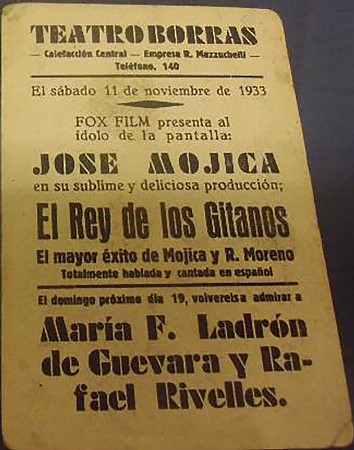 TEATRO BORRAS
— Calefacción Central — Empresa R. Mazzuchelli —
Teléfono, 140
El sábado 11 de noviembre de 1933
FOX FILM presenta al
ídolo de la pantalla:
JOSE MOJICA
en su sublime y deliciosa producción;
El Rey de los Gitanos
El mayor éxito de Mojica y R. Moreno
Totalmente hablada y cantada en español
El domingo próximo dia 19, volvereis a admirar a
María F. Ladrón
de Guevara y Ra-
fael Rivelles.